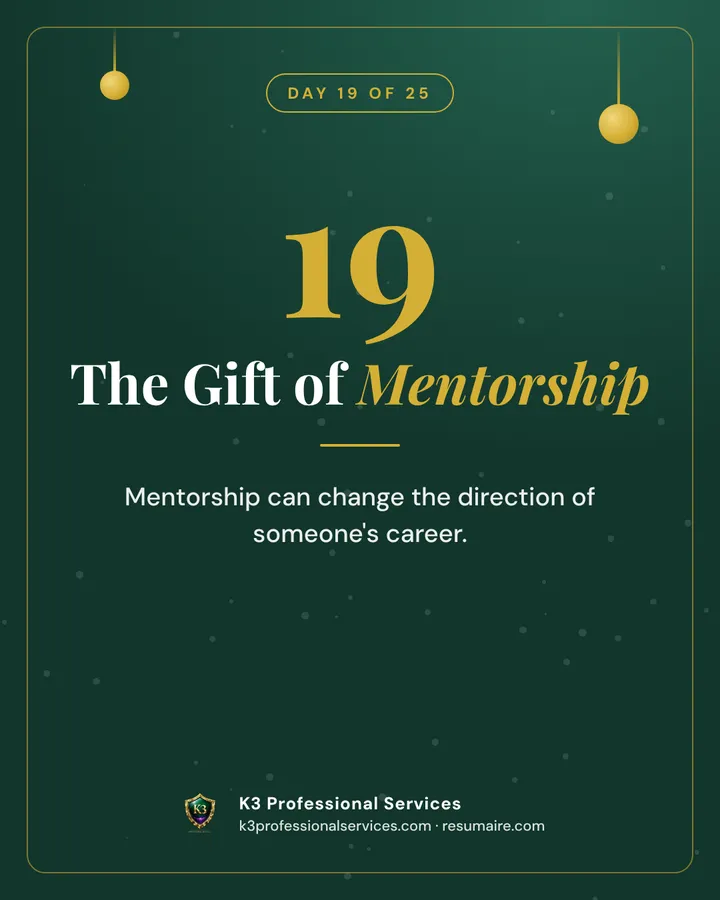 DAY 19 OF 25
19
The Gift of Mentorship
Mentorship can change the direction of
someone's career.
K3
K3 Professional Services
k3professionalservices.com · resumaire.com